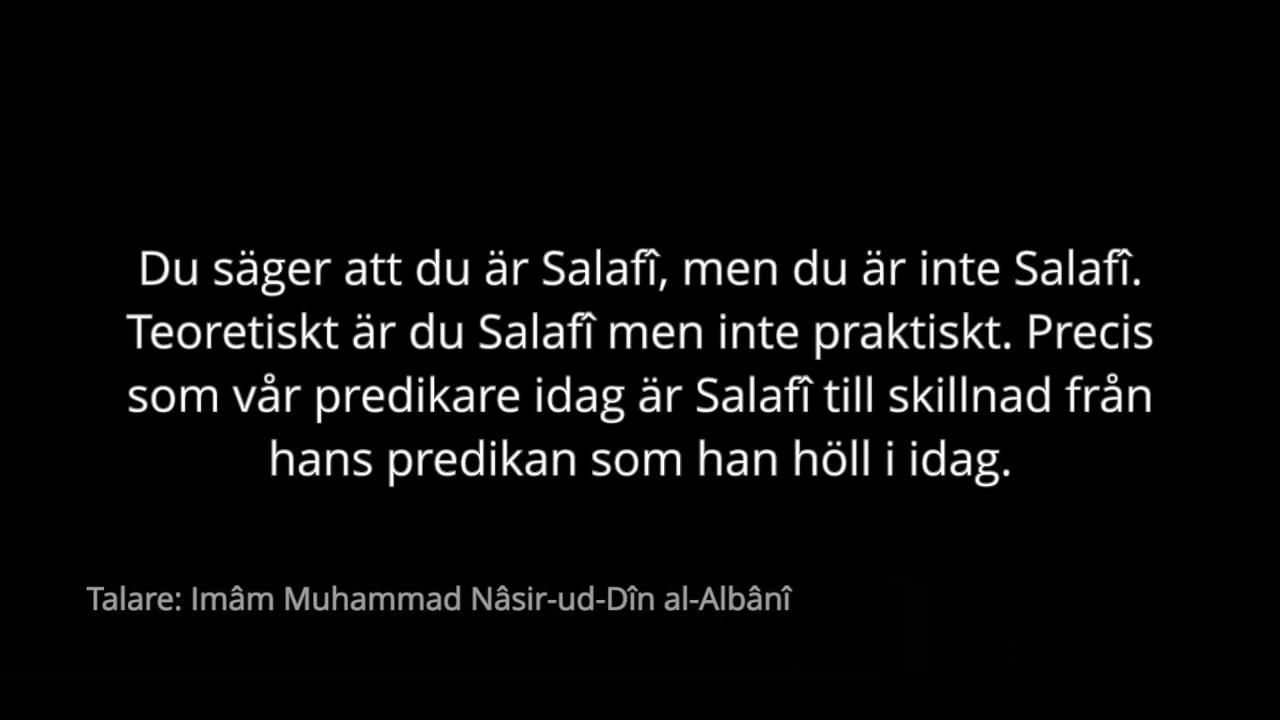 Du säger att du är Salafî, men du är inte Salafî.
Teoretiskt är du Salafî men inte praktiskt. Precis
som vår predikare idag är Salafî till skillnad från
hans predikan som han höll i idag.
Talare: Imâm Muhammad Nâsir-ud-Dîn al-Albânî